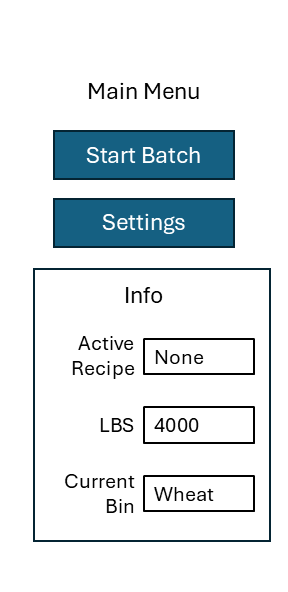 Main Menu
Start Batch
Settings
Info
Active
Recipe
None
LBS
4000
Current
Bin
Wheat